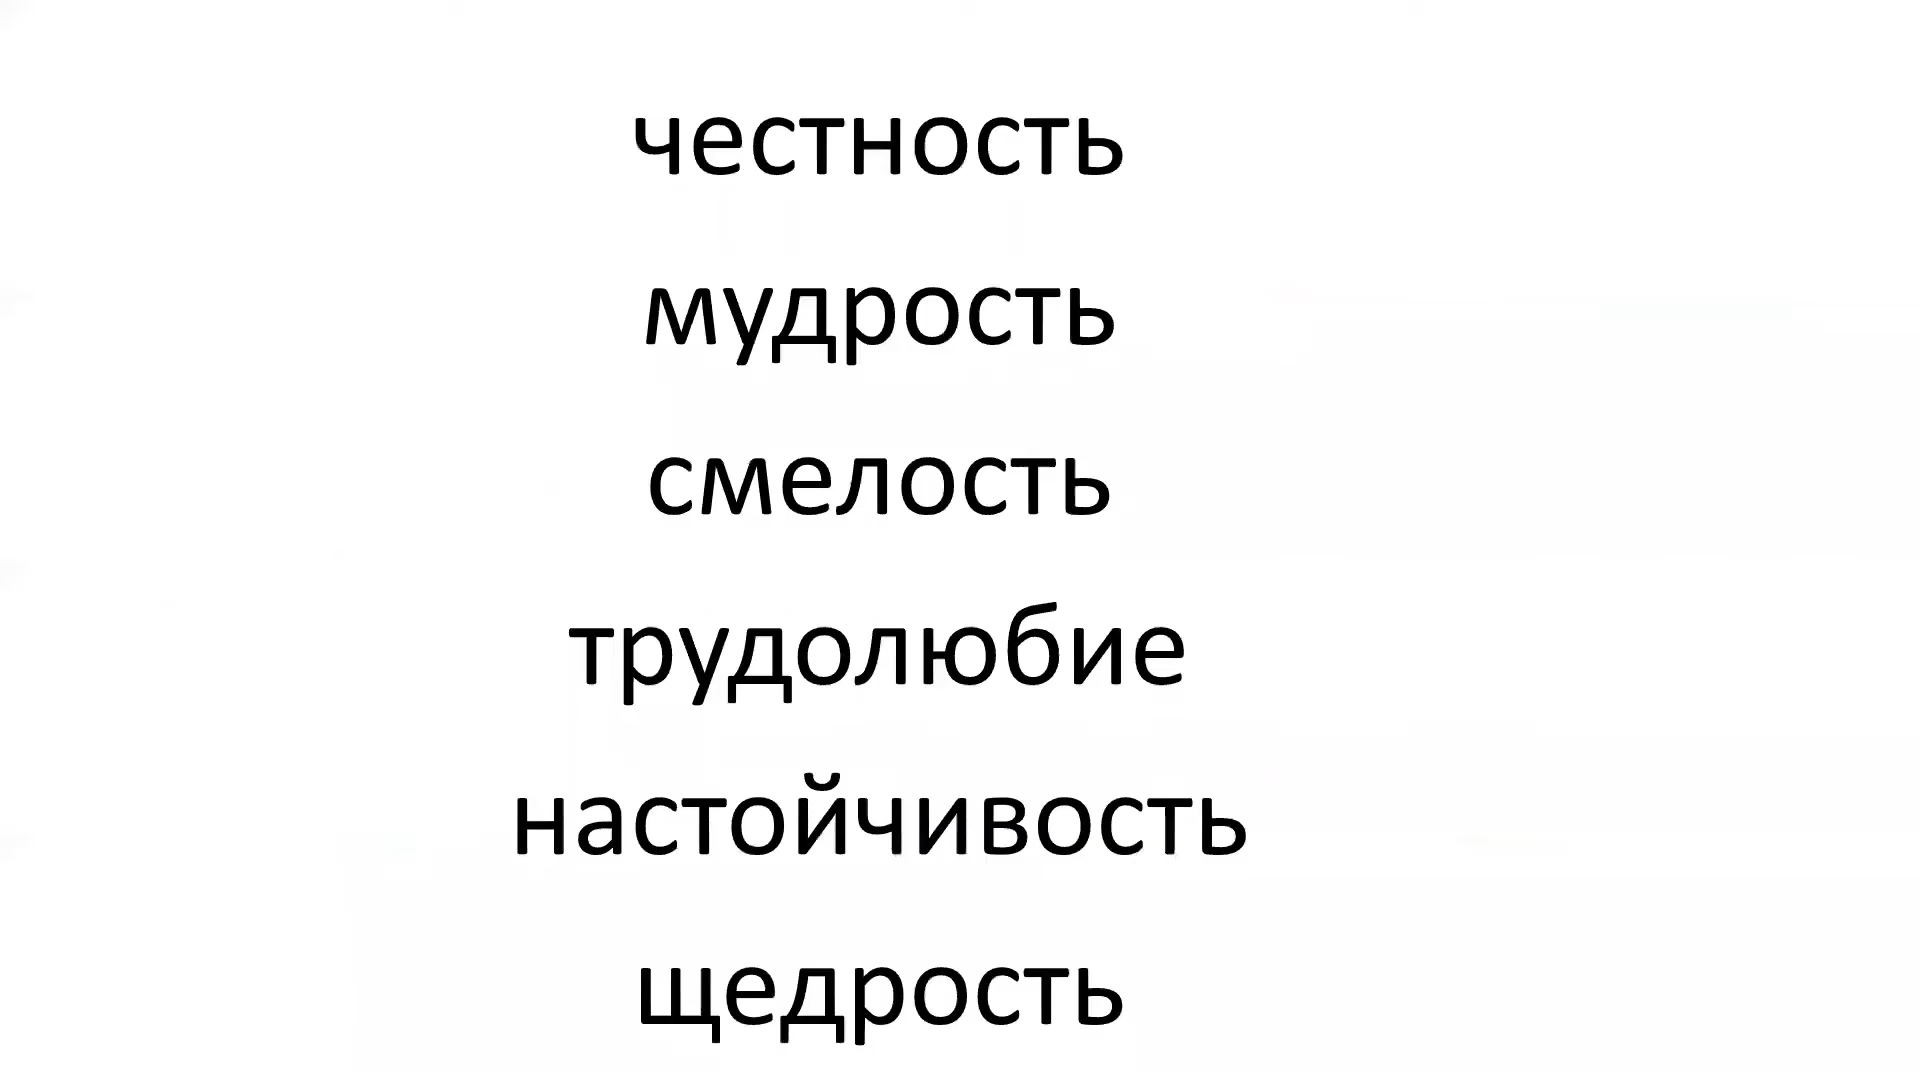 честность
мудрость
смелость
трудолюбие
настойчивость
щедрость